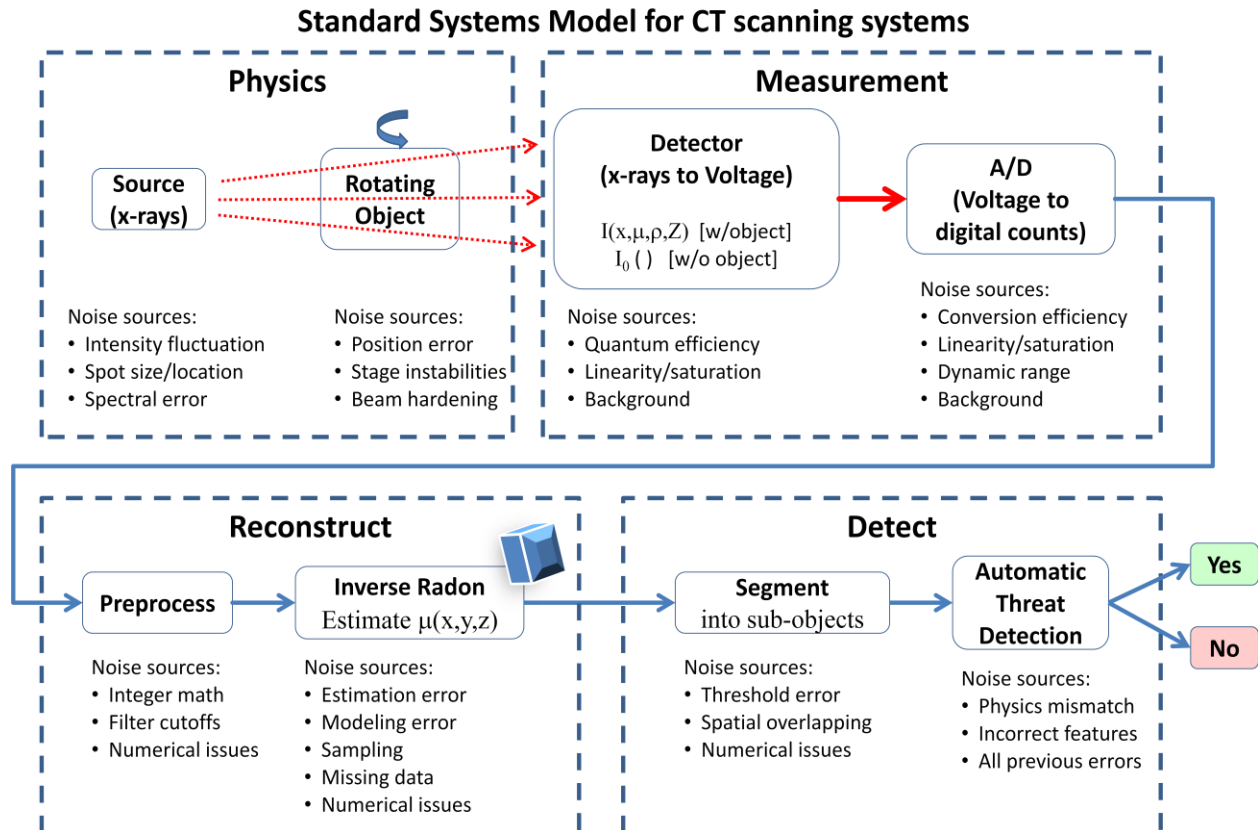 Standard Systems Model for CT scanning systems
Physics
Source
(x-rays)
Rotating
Object
Noise sources:
• Intensity fluctuation
• Spot size/location
• Spectral error
Noise sources:
• Position error
• Stage instabilities
• Beam hardening
Measurement
Detector
(x-rays to Voltage)
I(x,μ,ρ,Z) [w/object]
I₀ ( ) [w/o object]
A/D
(Voltage to
digital counts)
Noise sources:
• Quantum efficiency
• Linearity/saturation
• Background
Noise sources:
• Conversion efficiency
• Linearity/saturation
• Dynamic range
• Background
Reconstruct
Preprocess
Inverse Radon
Estimate μ(x,y,z)
Noise sources:
• Integer math
• Filter cutoffs
• Numerical issues
Noise sources:
• Estimation error
• Modeling error
• Sampling
• Missing data
• Numerical issues
Detect
Segment
into sub-objects
Automatic
Threat
Detection
Yes
No
Noise sources:
• Threshold error
• Spatial overlapping
• Numerical issues
Noise sources:
• Physics mismatch
• Incorrect features
• All previous errors